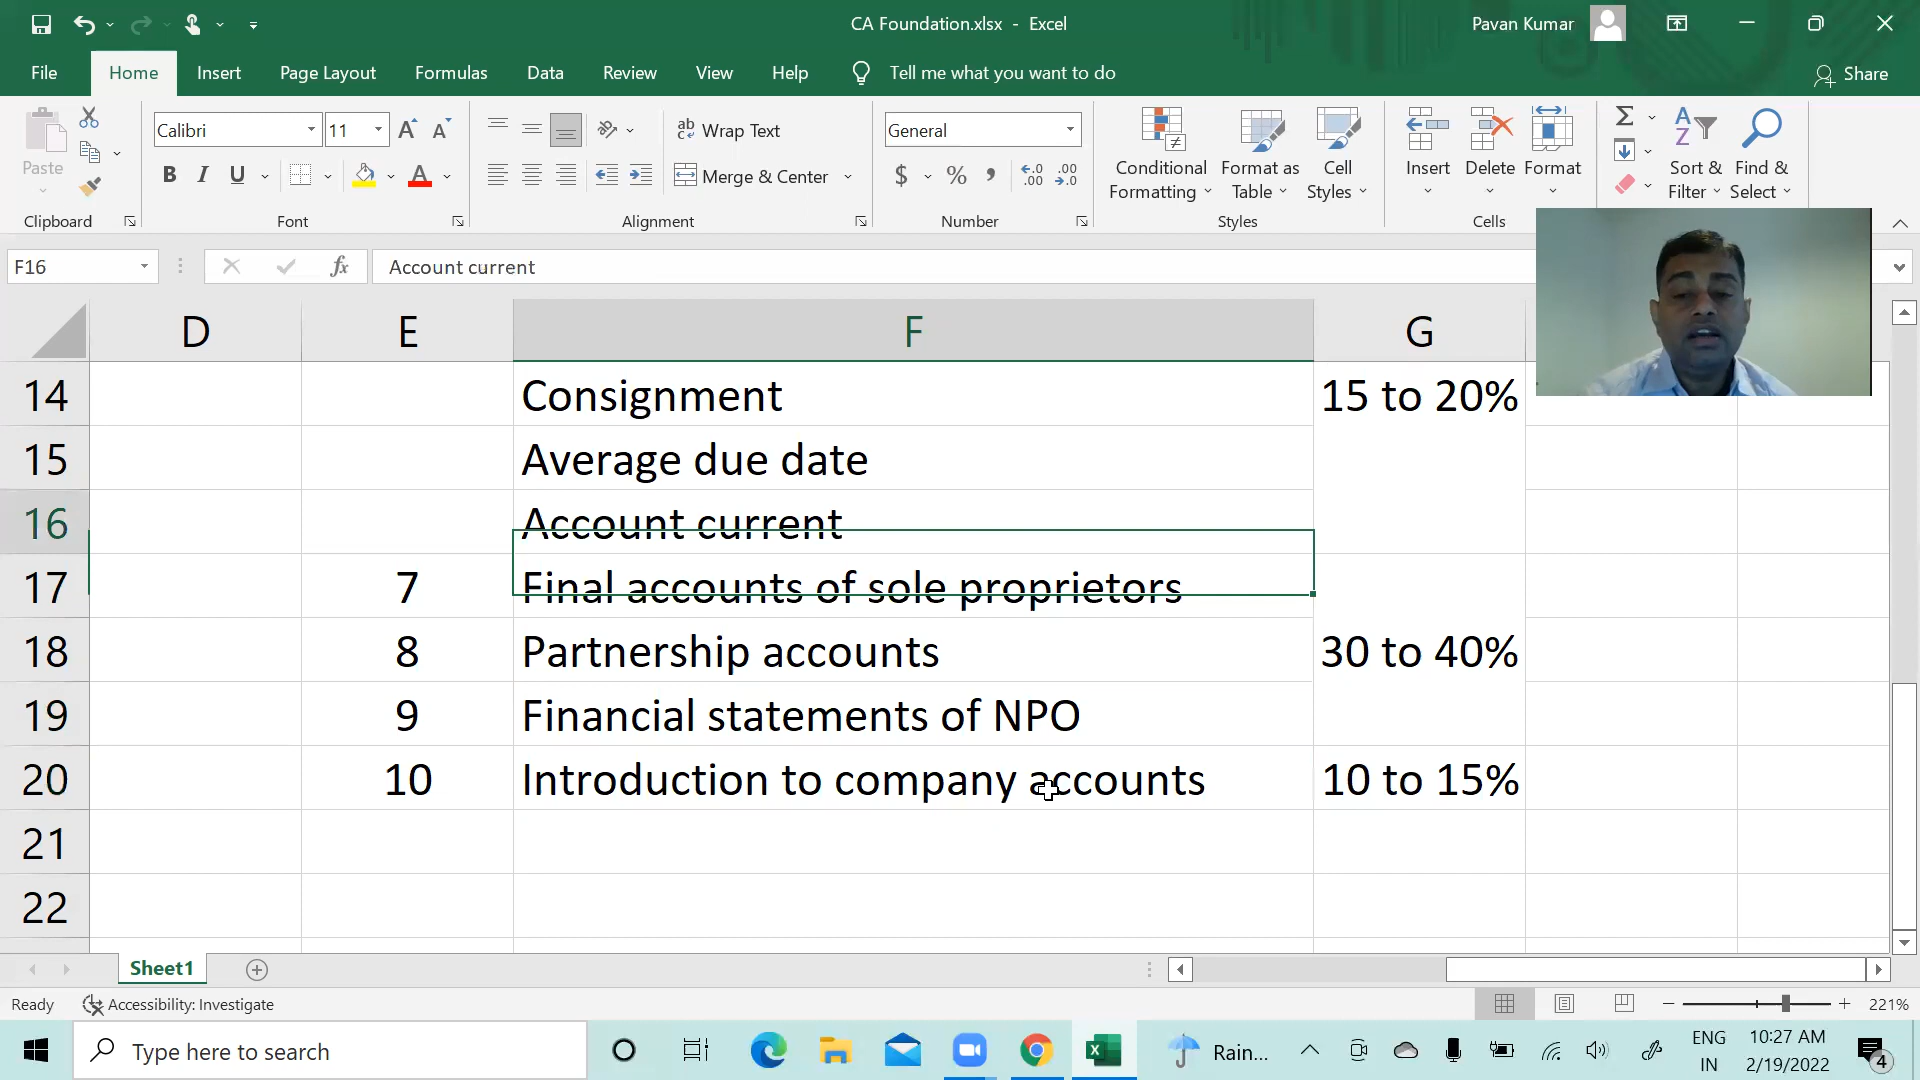 CA Foundation.xlsx - Excel
Pavan Kumar
File
Home
Insert
Page Layout
Formulas
Data
Review
View
Help
Tell me what you want to do
Share
Paste
Clipboard
Calibri
11
B I U
Font
Wrap Text
Merge & Center
Alignment
General
$ % ,
Number
Conditional Formatting
Format as Table
Cell Styles
Styles
Insert
Delete
Format
Cells
Sort & Filter
Find & Select
F16
fx
Account current
D E F G
14 Consignment 15 to 20%
15 Average due date
16 Account current
17 7 Final accounts of sole proprietors
18 8 Partnership accounts 30 to 40%
19 9 Financial statements of NPO
20 10 Introduction to company accounts 10 to 15%
21
22
Sheet1
Ready
Accessibility: Investigate
221%
Type here to search
Rain...
ENG
IN
10:27 AM
2/19/2022
4